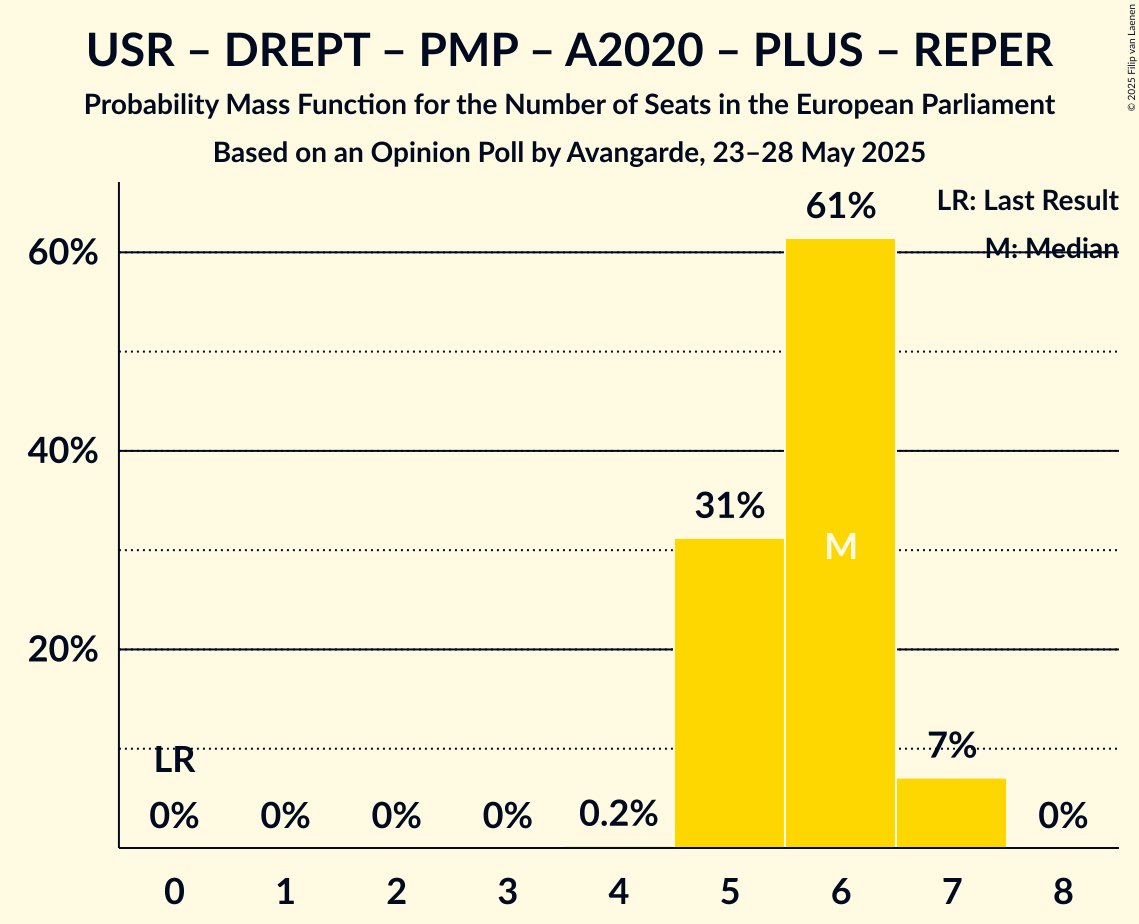 USR – DREPT – PMP – A2020 – PLUS – REPER
Probability Mass Function for the Number of Seats in the European Parliament
Based on an Opinion Poll by Avangarde, 23–28 May 2025
© 2025 Filip van Laenen
LR: Last Result
M: Median
60%
40%
20%
61%
31%
M
LR
7%
0% 0% 0% 0% 0.2% 0%
0 1 2 3 4 5 6 7 8